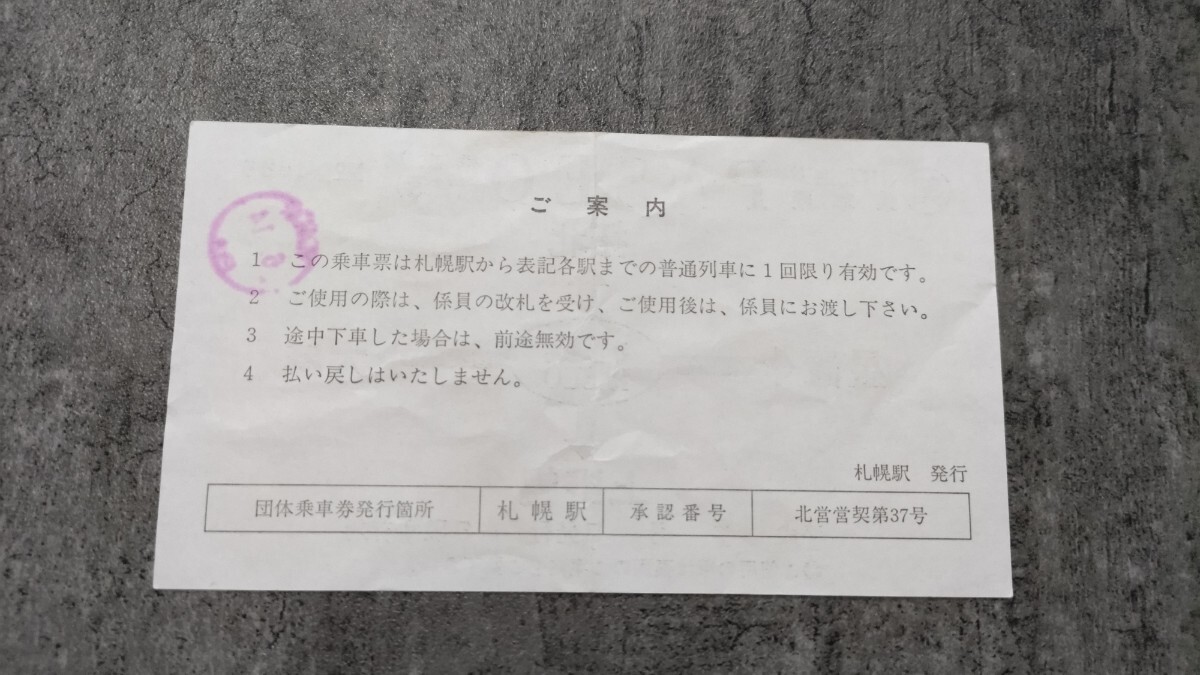 ご案内
1 この乗車票は札幌駅から表記各駅までの普通列車に1回限り有効です。
2 ご使用の際は、係員の改札を受け、ご使用後は、係員にお渡し下さい。
3 途中下車した場合は、前途無効です。
4 払い戻しはいたしません。
札幌駅 発行
団体乗車券発行箇所 札幌駅 承認番号 北営営契第37号